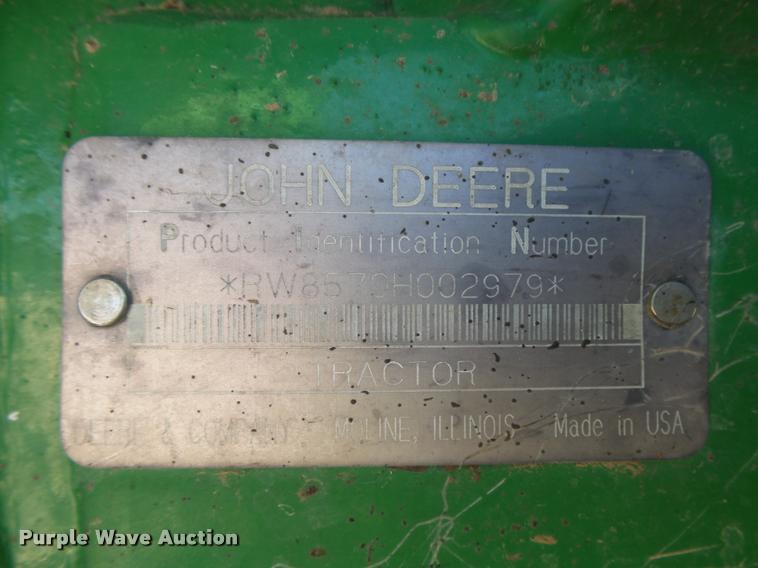 JOHN DEERE
Product Identification Number
*RW8570H002979*
TRACTOR
DEERE & COMPANY MOLINE, ILLINOIS Made in USA
Purple Wave Auction